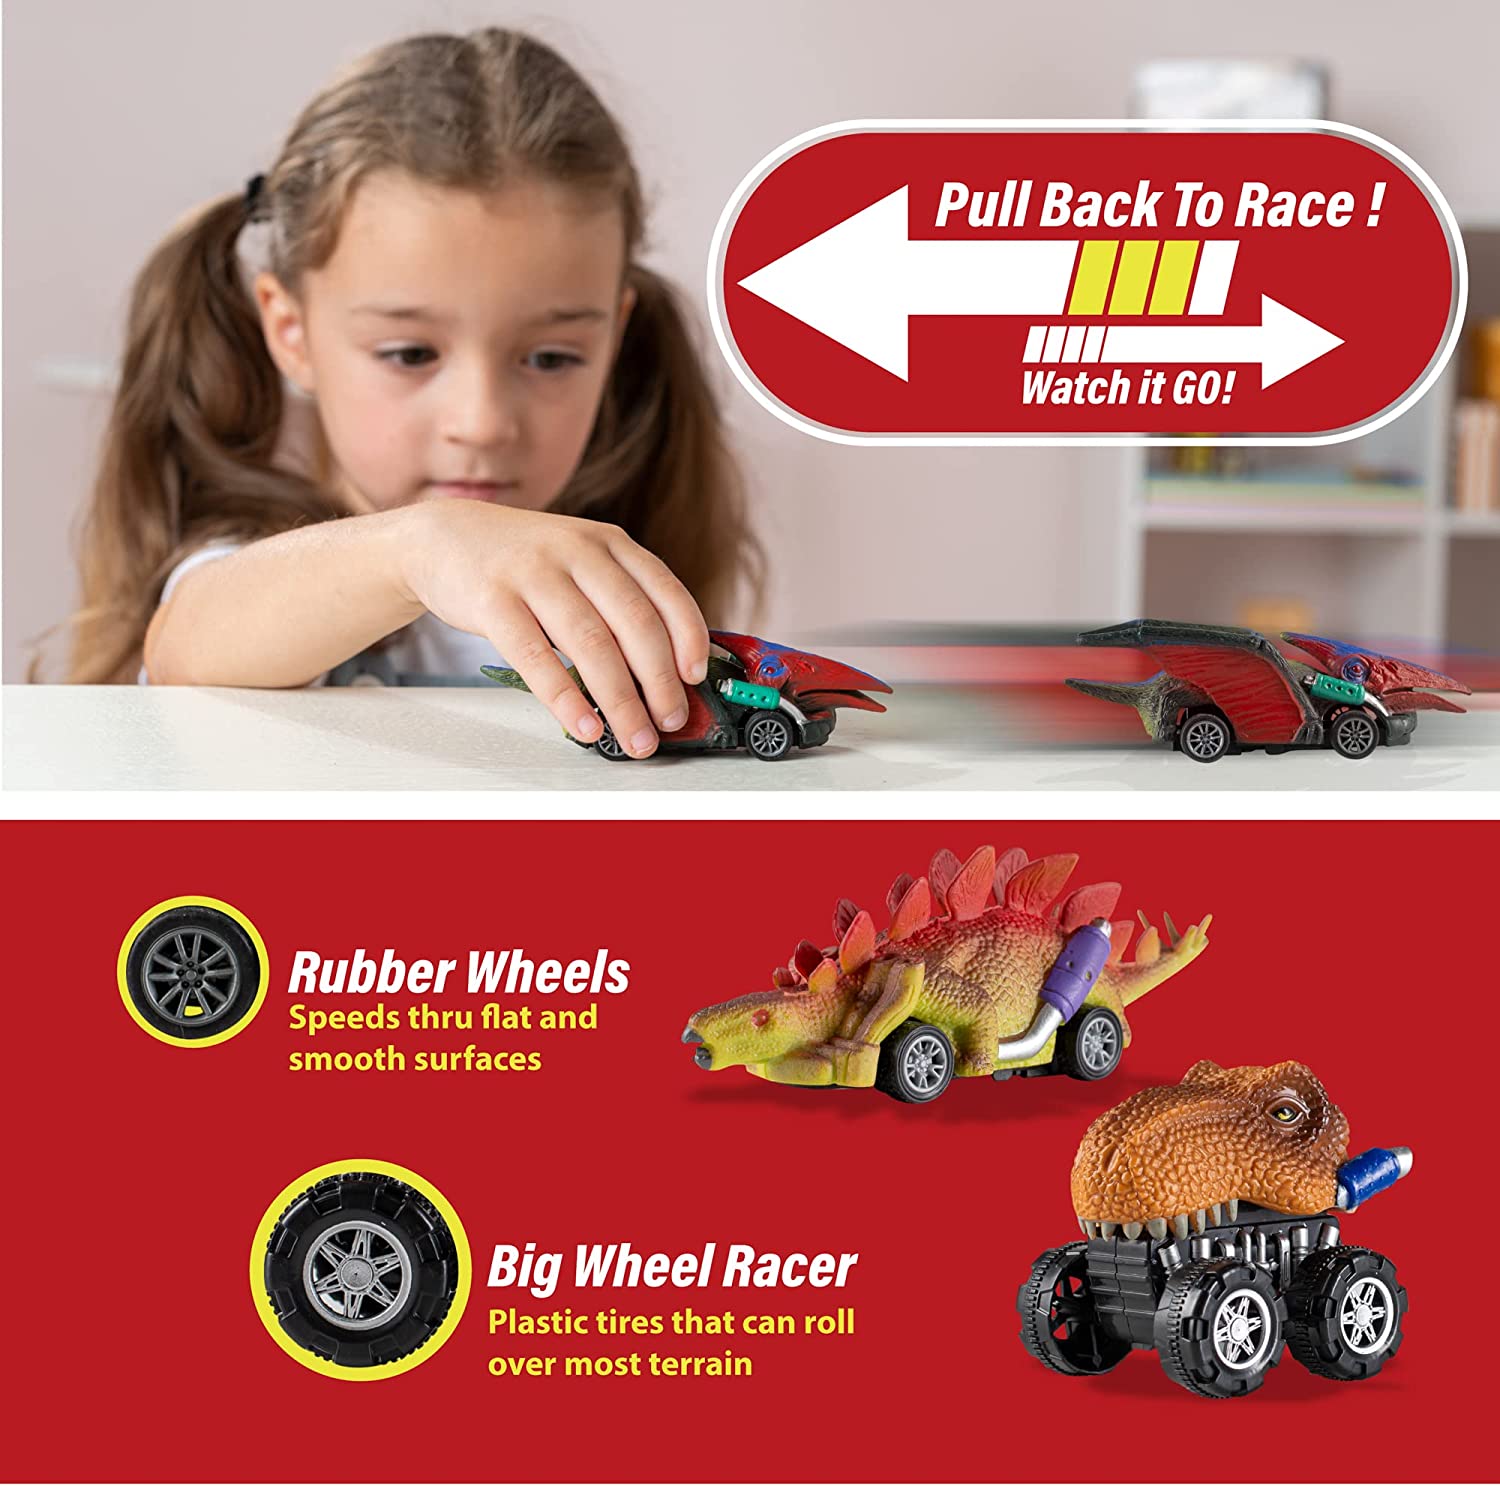 Pull Back To Race !
Watch it GO!
Rubber Wheels
Speeds thru flat and
smooth surfaces
Big Wheel Racer
Plastic tires that can roll
over most terrain